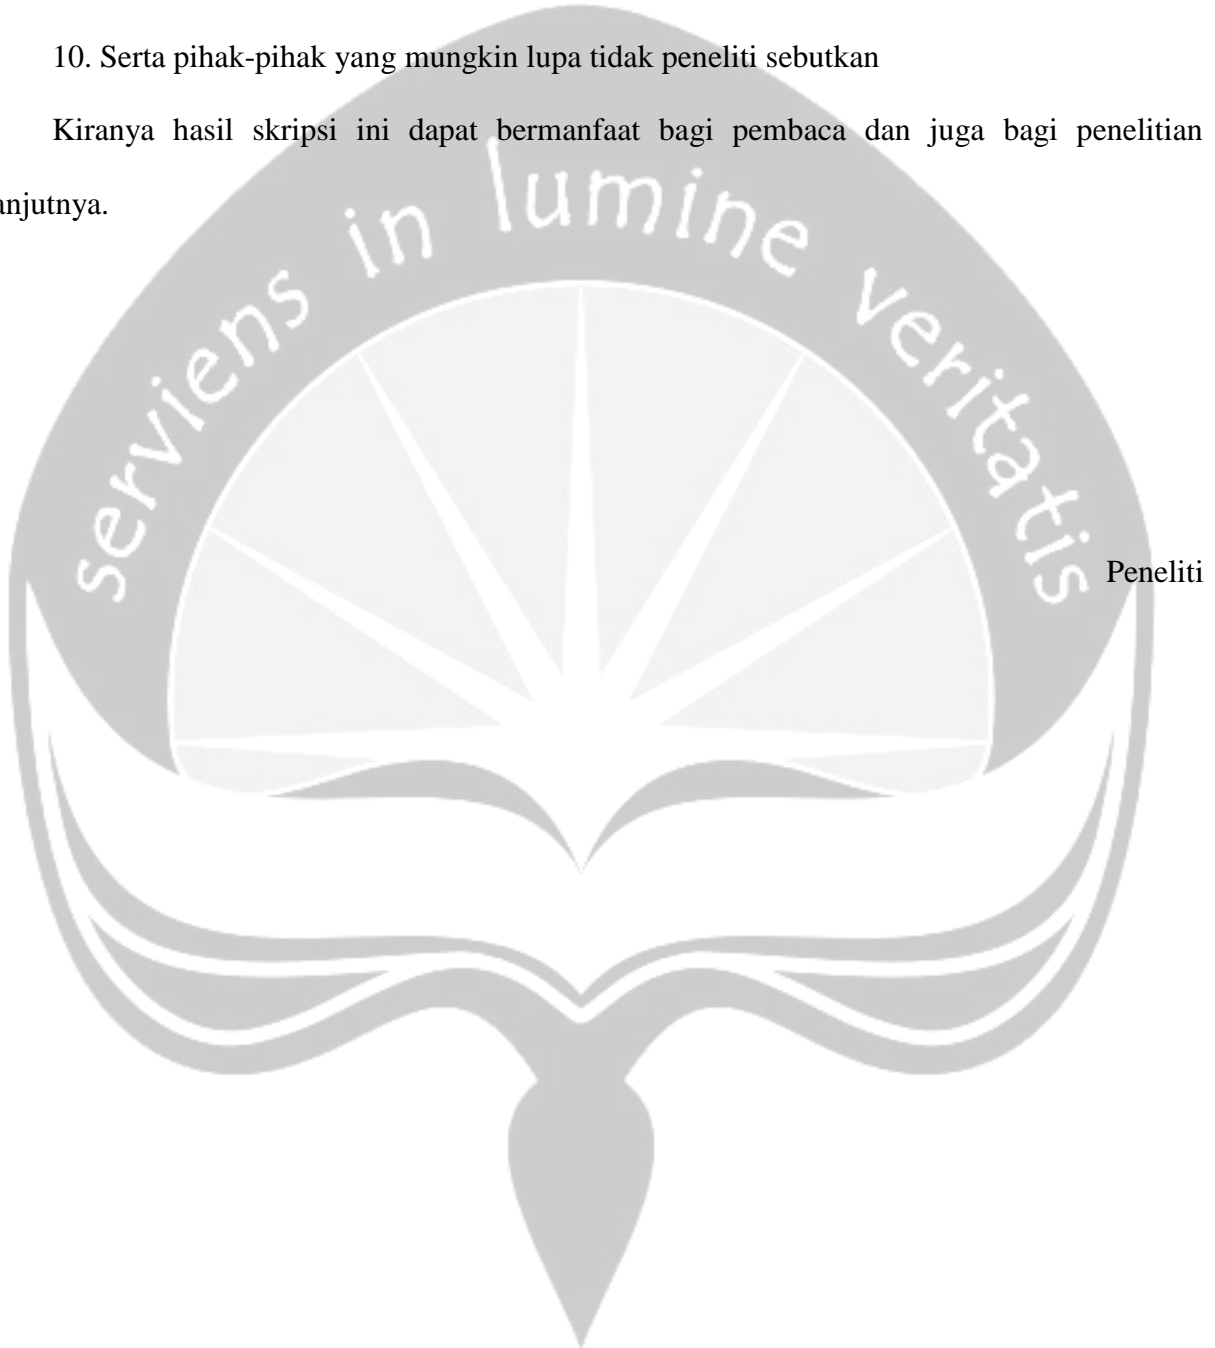 10. Serta pihak-pihak yang mungkin lupa tidak peneliti sebutkan
Kiranya hasil skripsi ini dapat bermanfaat bagi pembaca dan juga bagi penelitian
anjutnya.
serviens in lumine veritatis
Peneliti